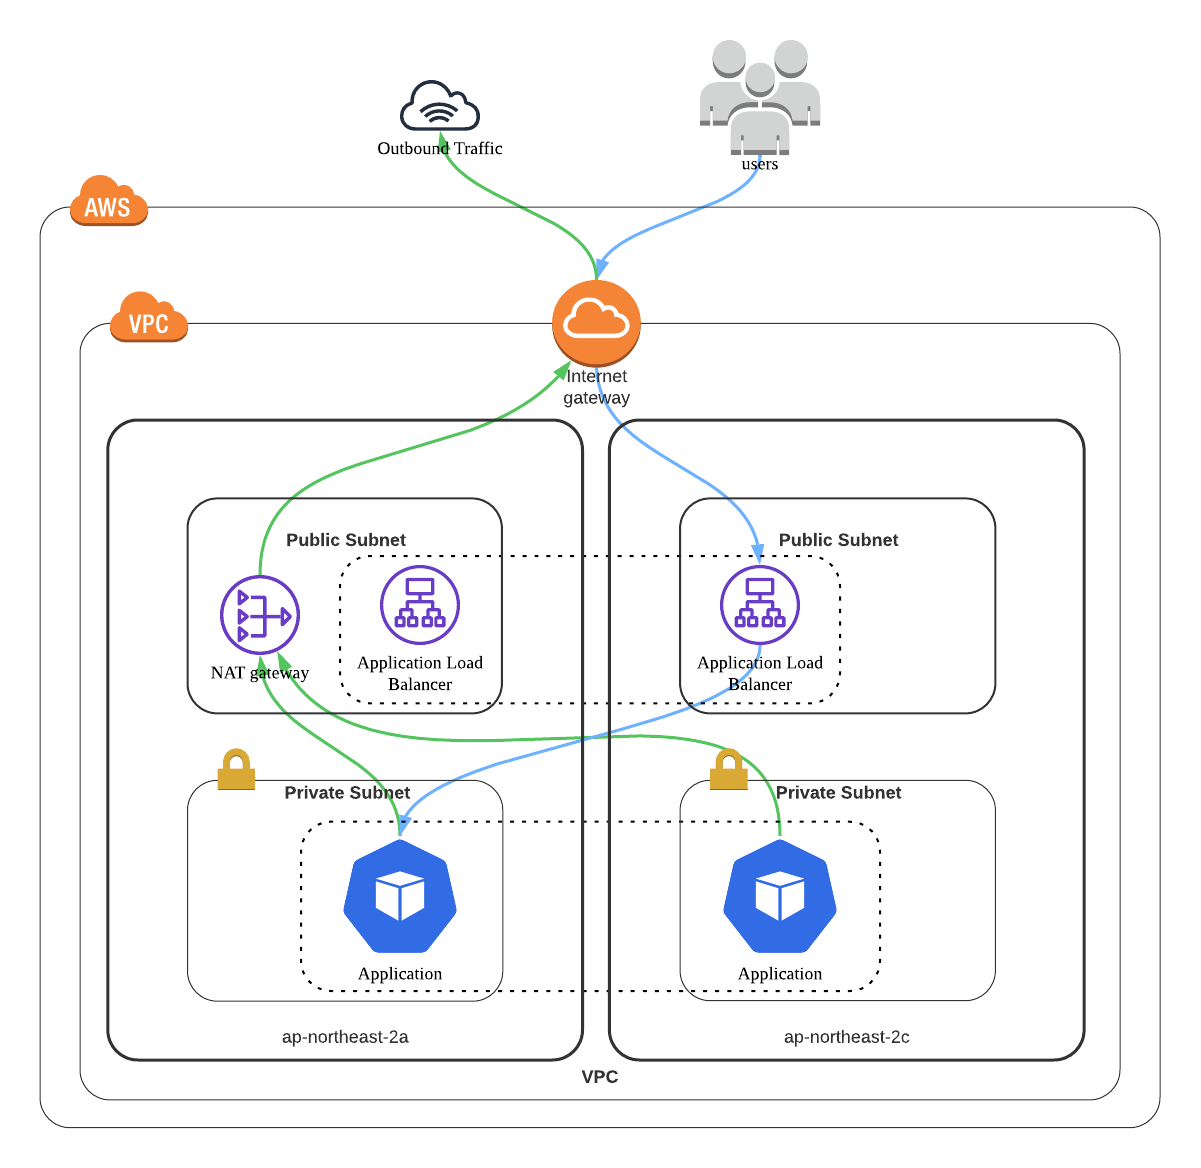 Outbound Traffic
users
AWS
VPC
Internet
gateway
Public Subnet
Public Subnet
NAT gateway
Application Load
Balancer
Application Load
Balancer
Private Subnet
Private Subnet
Application
Application
ap-northeast-2a
ap-northeast-2c
VPC